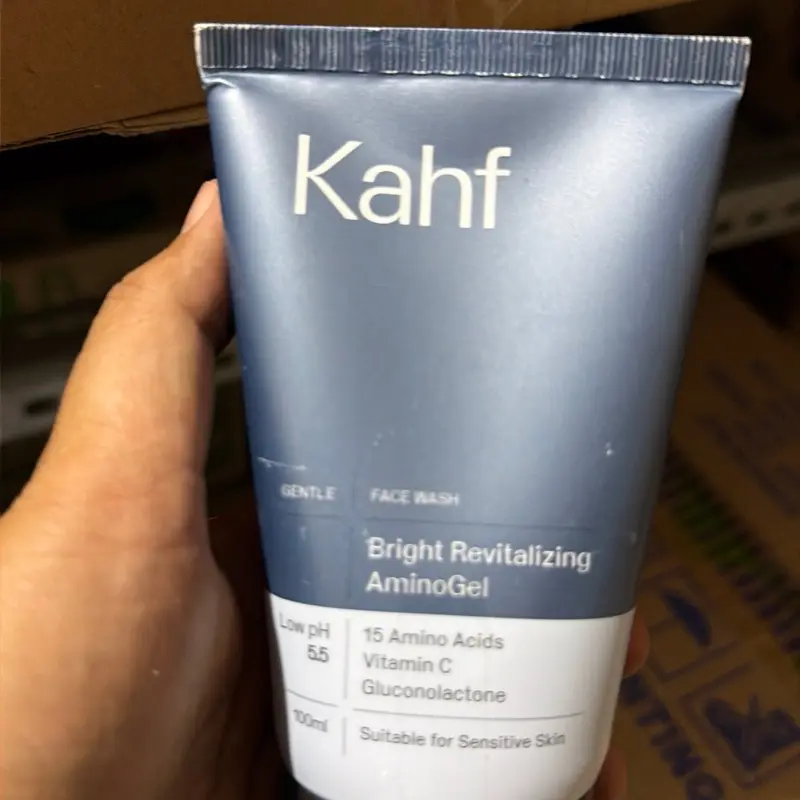 Kahf
GENTLE
FACE WASH
Bright Revitalizing
AminoGel
Low pH
5.5
15 Amino Acids
Vitamin C
Gluconolactone
100ml
Suitable for Sensitive Skin